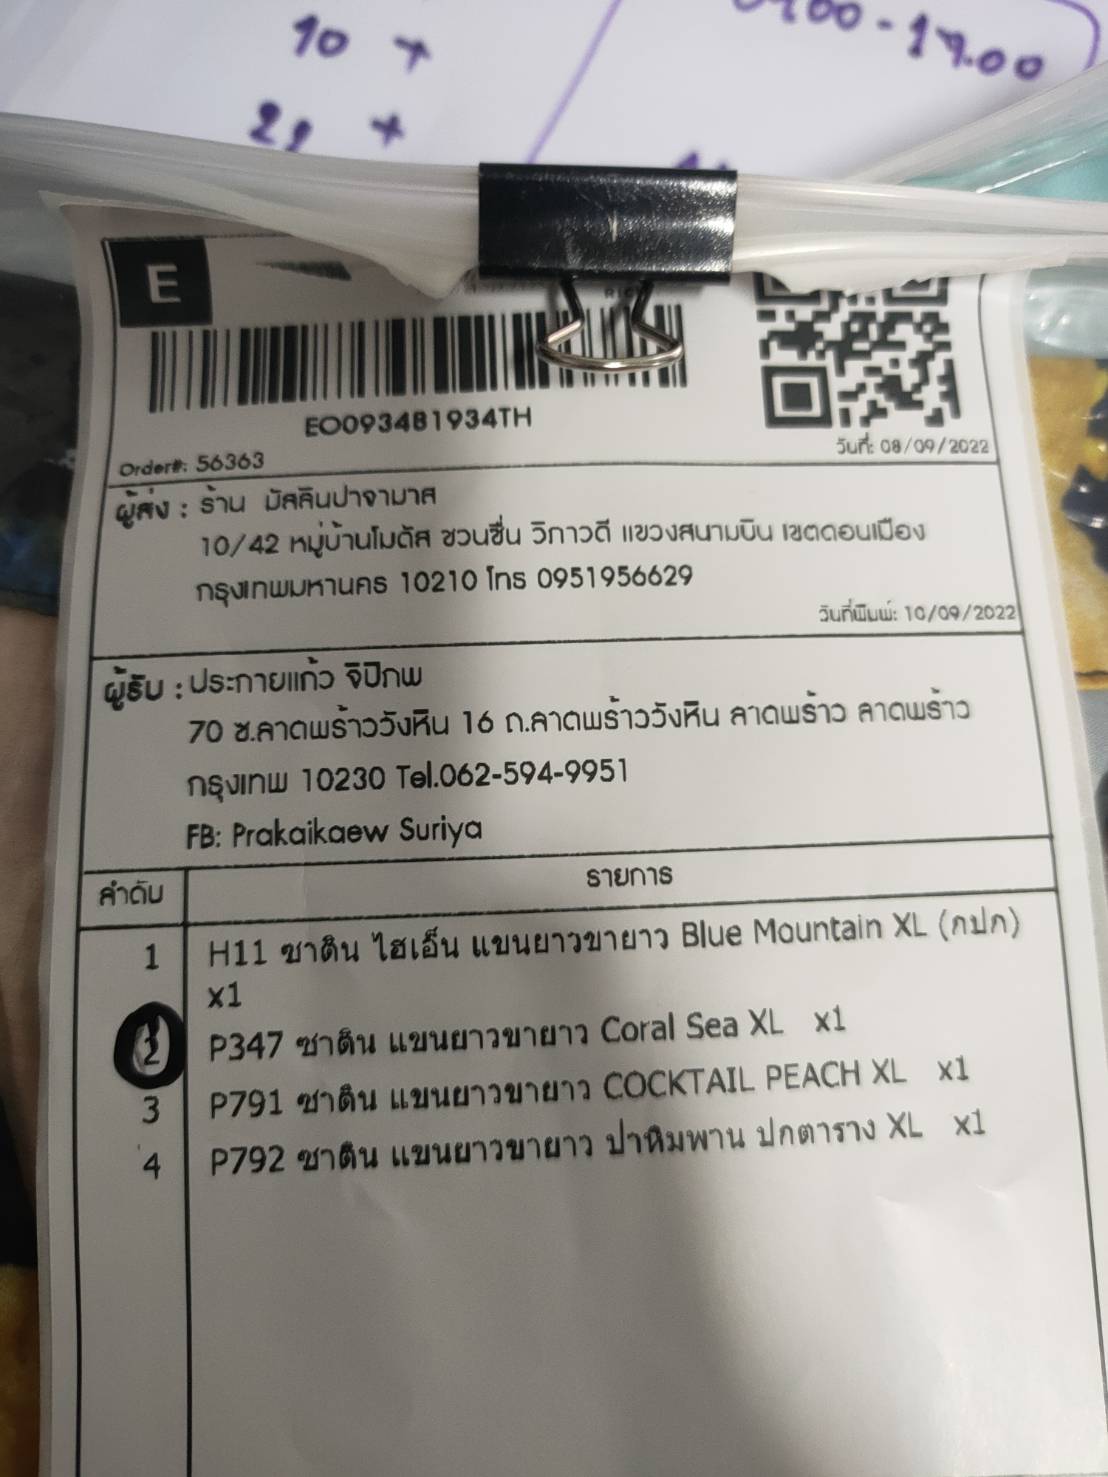 10 +
22 +
00 - 17.00
E
EO093481934TH
Order#: 56363
วันที่: 08/09/2022
ผู้ส่ง : ร้าน มัสลินปาจามาส
10/42 หมู่บ้านโมดัส ชวนชื่น วิภาวดี แขวงสนามบิน เขตดอนเมือง
กรุงเทพมหานคร 10210 โทร 0951956629
วันที่พิมพ์: 10/09/2022
ผู้รับ : ประกายแก้ว จิปิภพ
70 ซ.ลาดพร้าววังหิน 16 ถ.ลาดพร้าววังหิน ลาดพร้าว ลาดพร้าว
กรุงเทพ 10230 Tel.062-594-9951
FB: Prakaikaew Suriya
ลำดับ รายการ
1 H11 ซาติน ไฮเอ็น แขนยาวขายาว Blue Mountain XL (กปก)
x1
2 P347 ซาติน แขนยาวขายาว Coral Sea XL x1
3 P791 ซาติน แขนยาวขายาว COCKTAIL PEACH XL x1
4 P792 ซาติน แขนยาวขายาว ป่าหิมพาน ปกตาราง XL x1